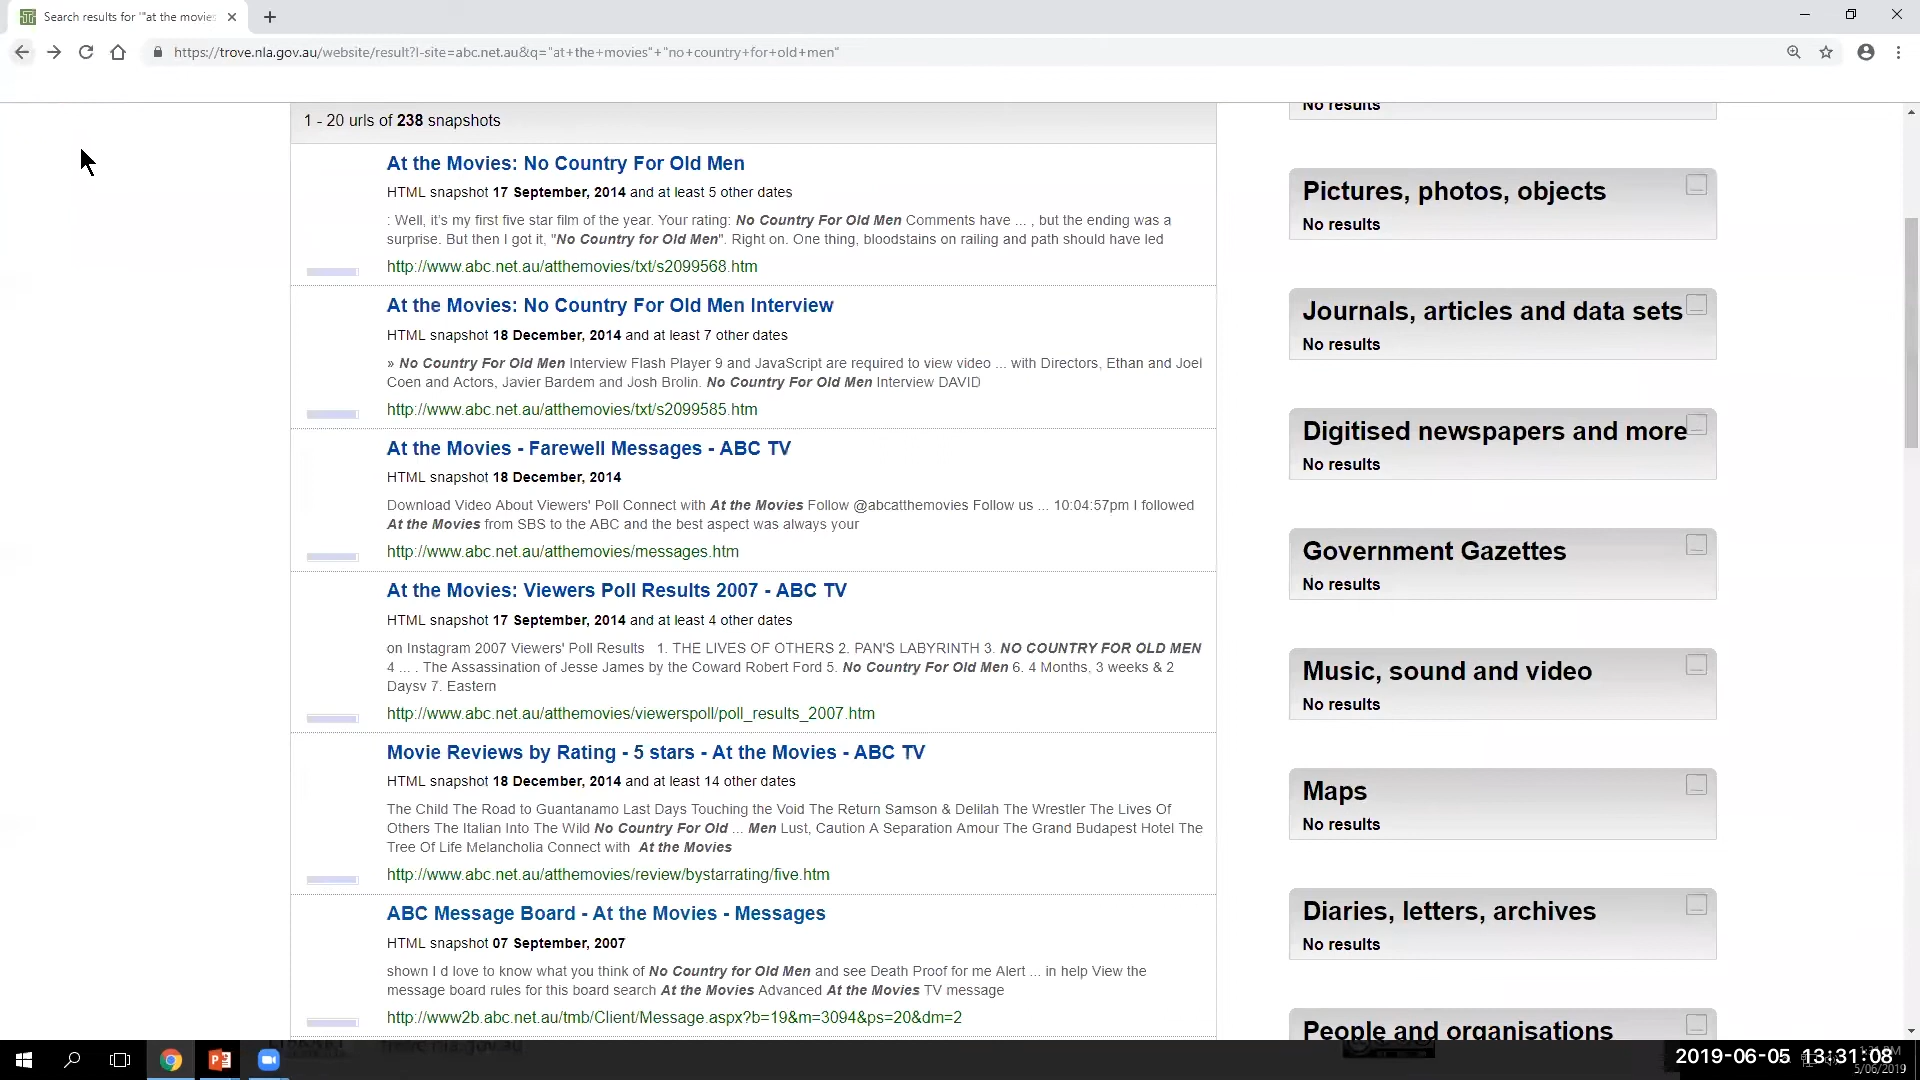 Search results for '"at the movies
https://trove.nla.gov.au/website/result?l-site=abc.net.au&q="at+the+movies"+"no+country+for+old+men"
1 - 20 urls of 238 snapshots
At the Movies: No Country For Old Men
HTML snapshot 17 September, 2014 and at least 5 other dates
: Well, it's my first five star film of the year. Your rating: No Country For Old Men Comments have ... , but the ending was a
surprise. But then I got it, "No Country for Old Men". Right on. One thing, bloodstains on railing and path should have led
http://www.abc.net.au/atthemovies/txt/s2099568.htm
At the Movies: No Country For Old Men Interview
HTML snapshot 18 December, 2014 and at least 7 other dates
» No Country For Old Men Interview Flash Player 9 and JavaScript are required to view video ... with Directors, Ethan and Joel
Coen and Actors, Javier Bardem and Josh Brolin. No Country For Old Men Interview DAVID
http://www.abc.net.au/atthemovies/txt/s2099585.htm
At the Movies - Farewell Messages - ABC TV
HTML snapshot 18 December, 2014
Download Video About Viewers' Poll Connect with At the Movies Follow @abcatthemovies Follow us ... 10:04:57pm I followed
At the Movies from SBS to the ABC and the best aspect was always your
http://www.abc.net.au/atthemovies/messages.htm
At the Movies: Viewers Poll Results 2007 - ABC TV
HTML snapshot 17 September, 2014 and at least 4 other dates
on Instagram 2007 Viewers' Poll Results 1. THE LIVES OF OTHERS 2. PAN'S LABYRINTH 3. NO COUNTRY FOR OLD MEN
4 ... . The Assassination of Jesse James by the Coward Robert Ford 5. No Country For Old Men 6. 4 Months, 3 weeks & 2
Daysv 7. Eastern
http://www.abc.net.au/atthemovies/viewerspoll/poll_results_2007.htm
Movie Reviews by Rating - 5 stars - At the Movies - ABC TV
HTML snapshot 18 December, 2014 and at least 14 other dates
The Child The Road to Guantanamo Last Days Touching the Void The Return Samson & Delilah The Wrestler The Lives Of
Others The Italian Into The Wild No Country For Old ... Men Lust, Caution A Separation Amour The Grand Budapest Hotel The
Tree Of Life Melancholia Connect with At the Movies
http://www.abc.net.au/atthemovies/review/bystarrating/five.htm
ABC Message Board - At the Movies - Messages
HTML snapshot 07 September, 2007
shown I d love to know what you think of No Country for Old Men and see Death Proof for me Alert ... in help View the
message board rules for this board search At the Movies Advanced At the Movies TV message
http://www2b.abc.net.au/tmb/Client/Message.aspx?b=19&m=3094&ps=20&dm=2
No results
Pictures, photos, objects
No results
Journals, articles and data sets
No results
Digitised newspapers and more
No results
Government Gazettes
No results
Music, sound and video
No results
Maps
No results
Diaries, letters, archives
No results
People and organisations
2019-06-05 13:31:08
5/06/2019